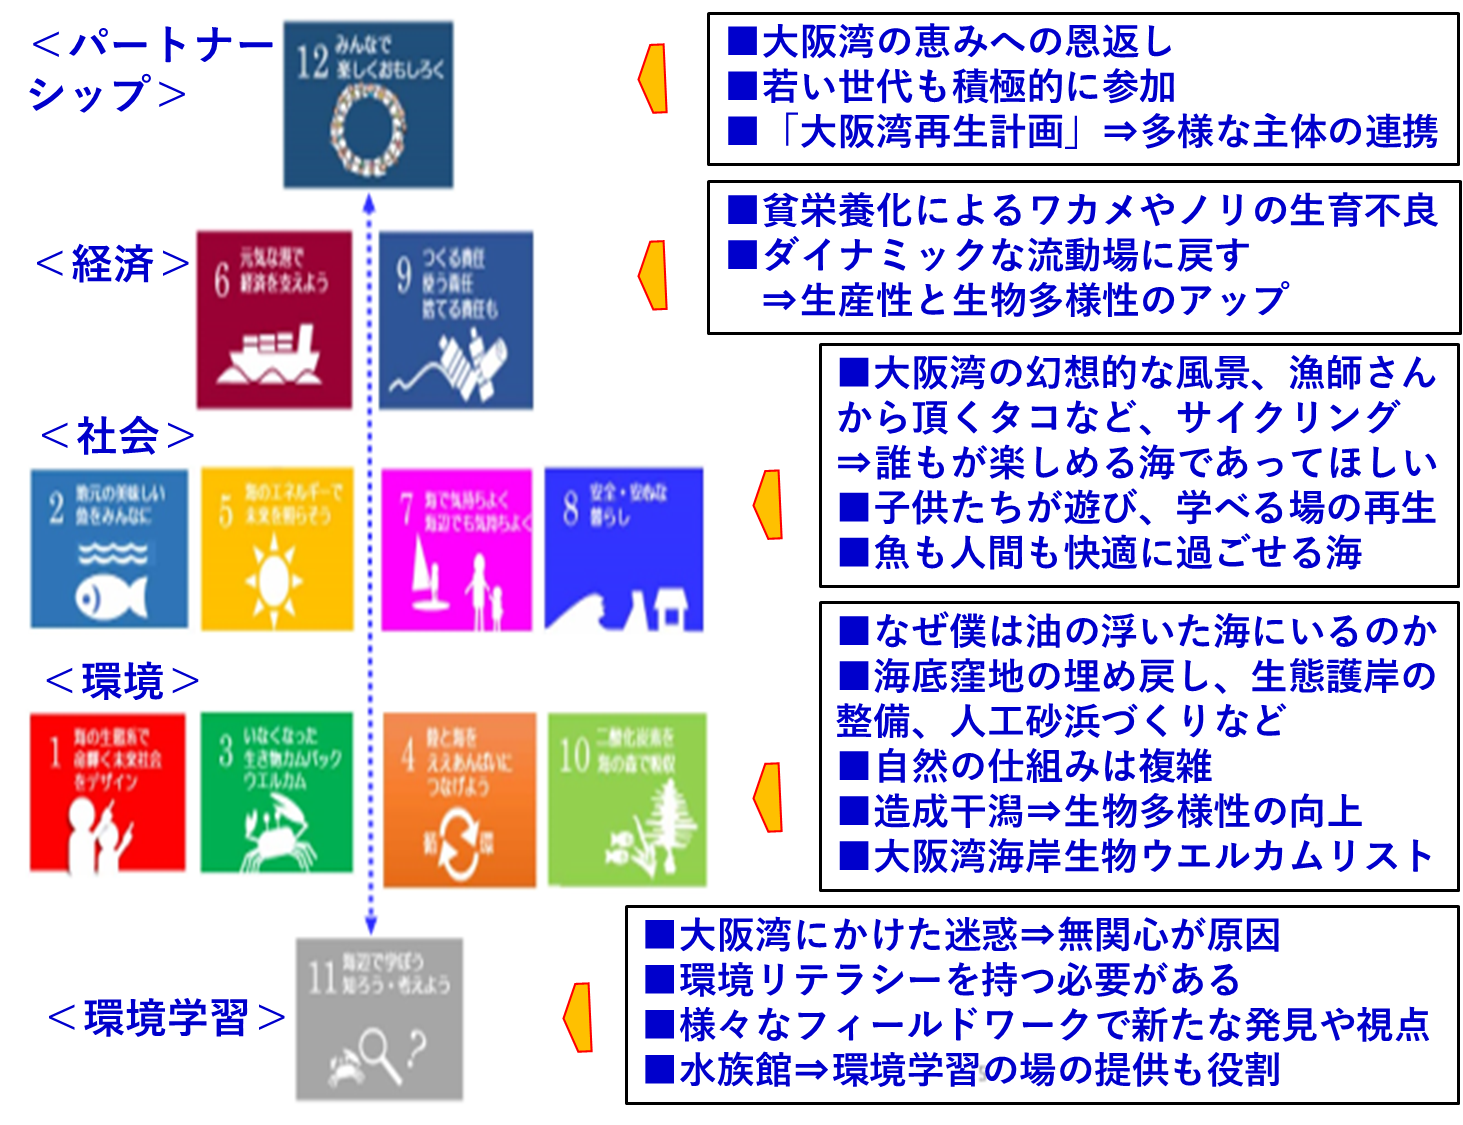 ＜パートナー
シップ＞
12 みんなで
楽しくおもしろく
■大阪湾の恵みへの恩返し
■若い世代も積極的に参加
■「大阪湾再生計画」⇒多様な主体の連携
＜経済＞
6 元気な港で
経済を支えよう
9 つくる責任
使う責任
捨てる責任も
■貧栄養化によるワカメやノリの生育不良
■ダイナミックな流動場に戻す
⇒生産性と生物多様性のアップ
＜社会＞
2 地元の美味しい
魚をみんなに
5 海のエネルギーで
未来を照らそう
7 海で気持ちよく
海辺でも気持ちよく
8 安全・安心な
暮らし
■大阪湾の幻想的な風景、漁師さん
から頂くタコなど、サイクリング
⇒誰もが楽しめる海であってほしい
■子供たちが遊び、学べる場の再生
■魚も人間も快適に過ごせる海
＜環境＞
1 海の生態系で
光輝く未来社会
をデザイン
3 いなくなった
生き物カムバック
ウエルカム
4 陸と海を
ええあんばいに
つなげよう
循 環
10 二酸化炭素を
海の森で吸収
■なぜ僕は油の浮いた海にいるのか
■海底窪地の埋め戻し、生態護岸の
整備、人工砂浜づくりなど
■自然の仕組みは複雑
■造成干潟⇒生物多様性の向上
■大阪湾海岸生物ウエルカムリスト
＜環境学習＞
11 海辺で学ぼう
知ろう・考えよう
?
■大阪湾にかけた迷惑⇒無関心が原因
■環境リテラシーを持つ必要がある
■様々なフィールドワークで新たな発見や視点
■水族館⇒環境学習の場の提供も役割